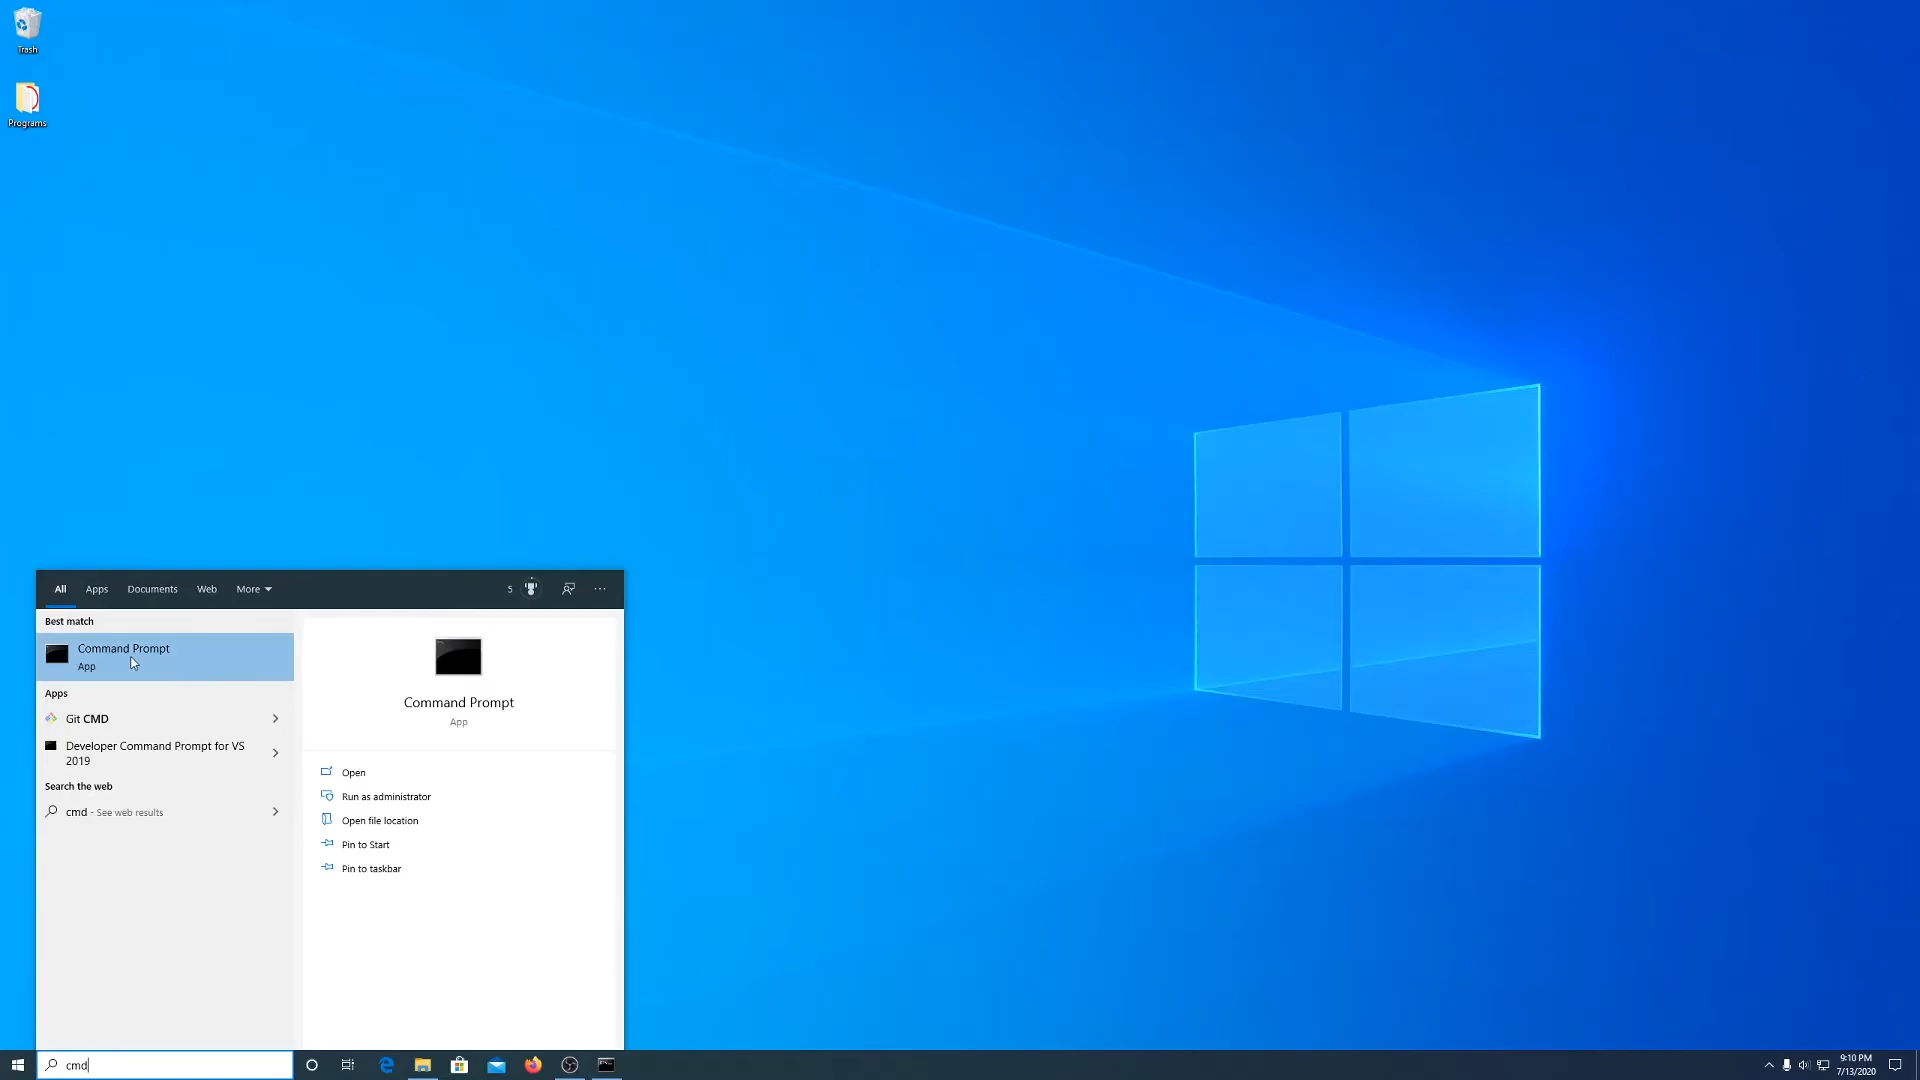 Trash
Programs
All
Apps
Documents
Web
More
5
Best match
Command Prompt
App
Apps
Git CMD
Developer Command Prompt for VS
2019
Search the web
cmd - See web results
Command Prompt
App
Open
Run as administrator
Open file location
Pin to Start
Pin to taskbar
cmd
9:10 PM
7/13/2020